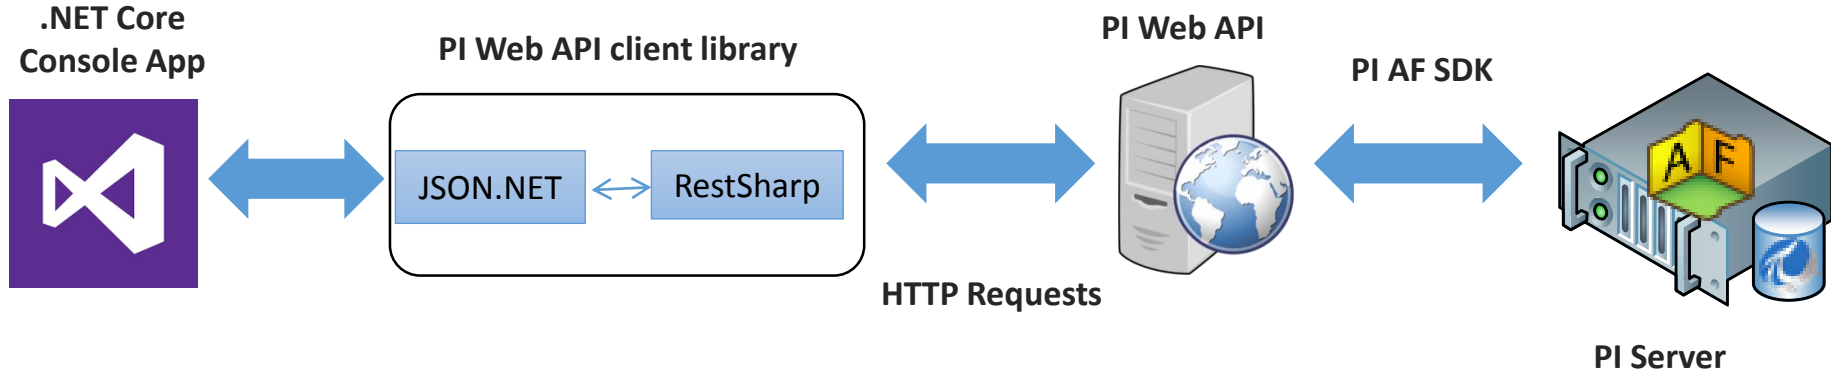 .NET Core
Console App
PI Web API client library
PI Web API
PI AF SDK
JSON.NET
RestSharp
A F
HTTP Requests
PI Server